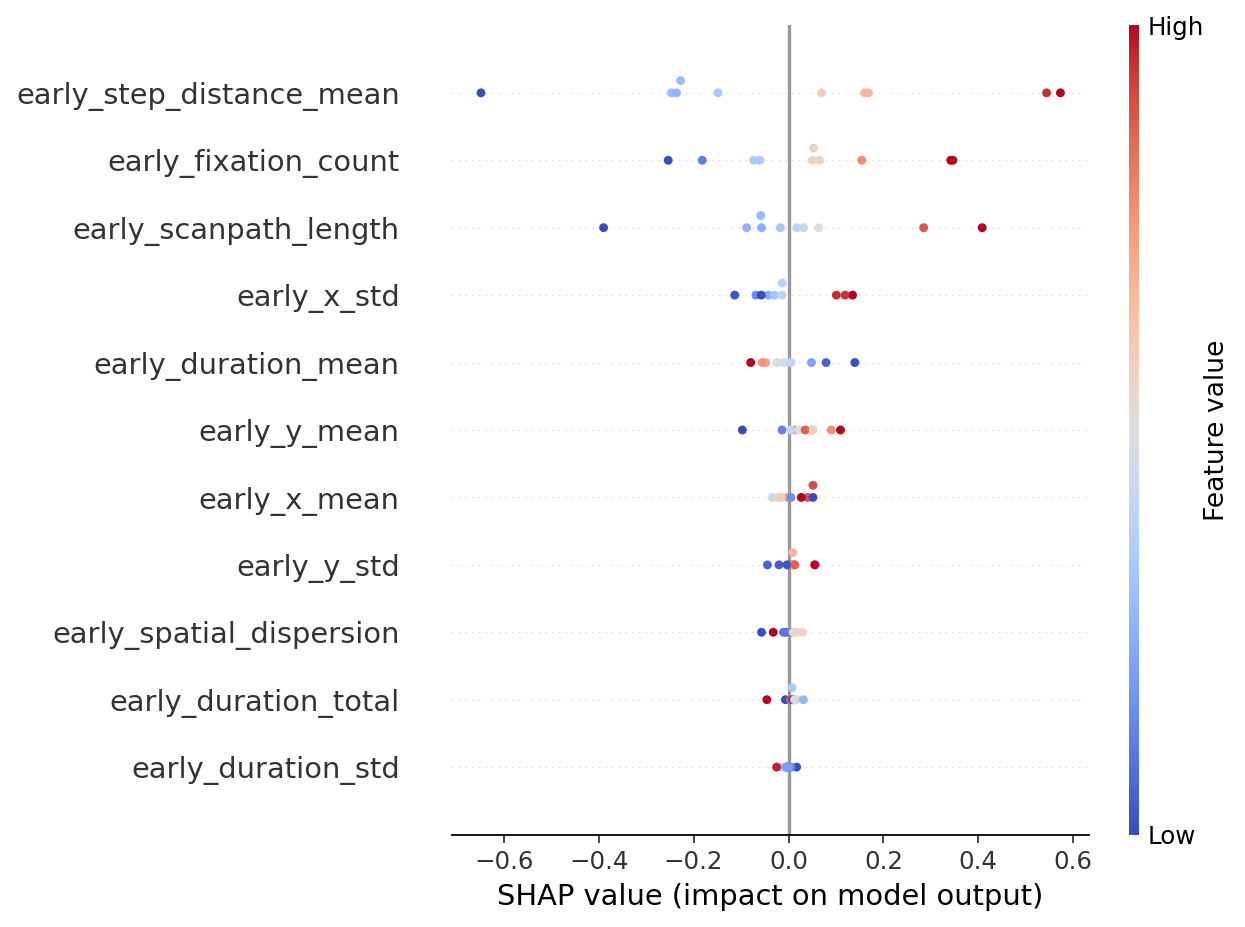 High
early_step_distance_mean
early_fixation_count
early_scanpath_length
early_x_std
early_duration_mean
early_y_mean
early_x_mean
early_y_std
early_spatial_dispersion
early_duration_total
early_duration_std
Feature value
Low
−0.6 −0.4 −0.2 0.0 0.2 0.4 0.6
SHAP value (impact on model output)